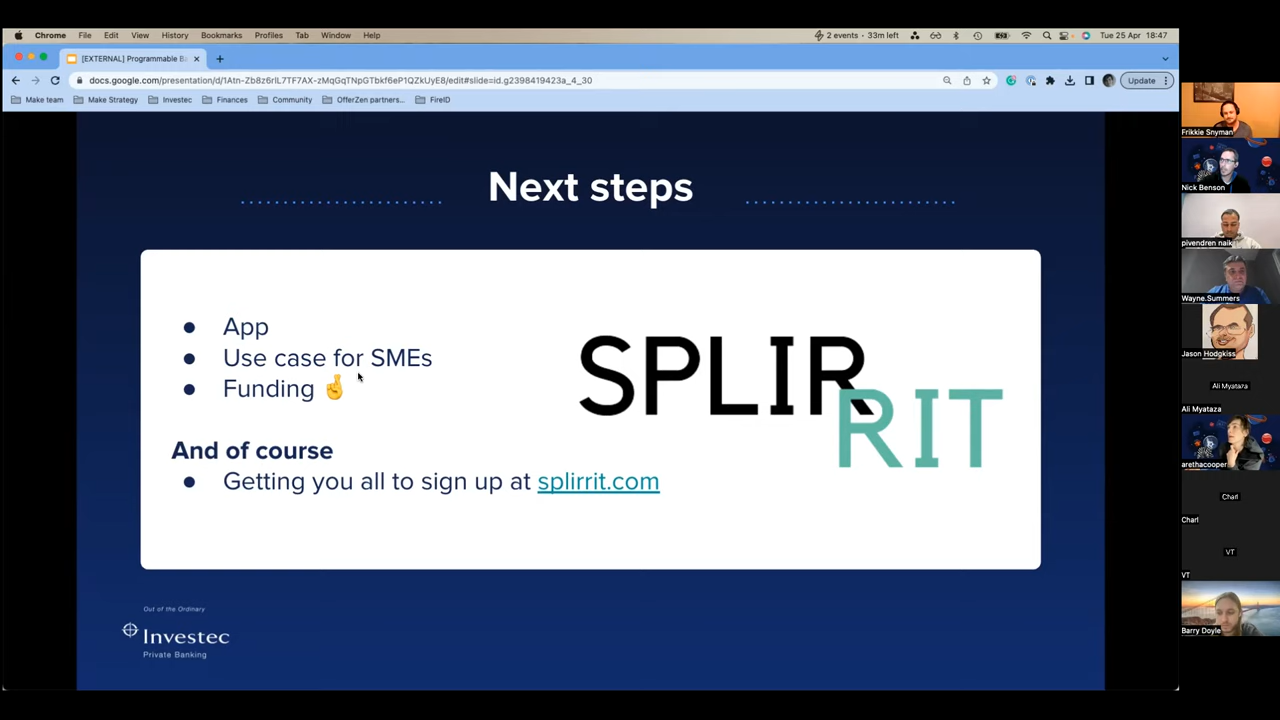 Chrome File Edit View History Bookmarks Profiles Tab Window Help
2 events · 33m left
Tue 25 Apr 18:47
[EXTERNAL] Programmable Ba
docs.google.com/presentation/d/1Atn-Zb8z6rlL7TF7AX-zMqGqTNpGTbkf6eP1QZkUyE8/edit#slide=id.g2398419423a_4_30
Update
Make team Make Strategy Investec Finances Community OfferZen partners... FireID
Next steps
● App
● Use case for SMEs
● Funding 🤞
And of course
● Getting you all to sign up at splirrit.com
SPLIR
RIT
Out of the Ordinary
Investec
Private Banking
Frikkie Snyman
Nick Benson
pivendren naik
Wayne.Summers
Jason Hodgkiss
Ali Myataza
Ali Myataza
arethacooper
Charl
Charl
VT
VT
Barry Doyle